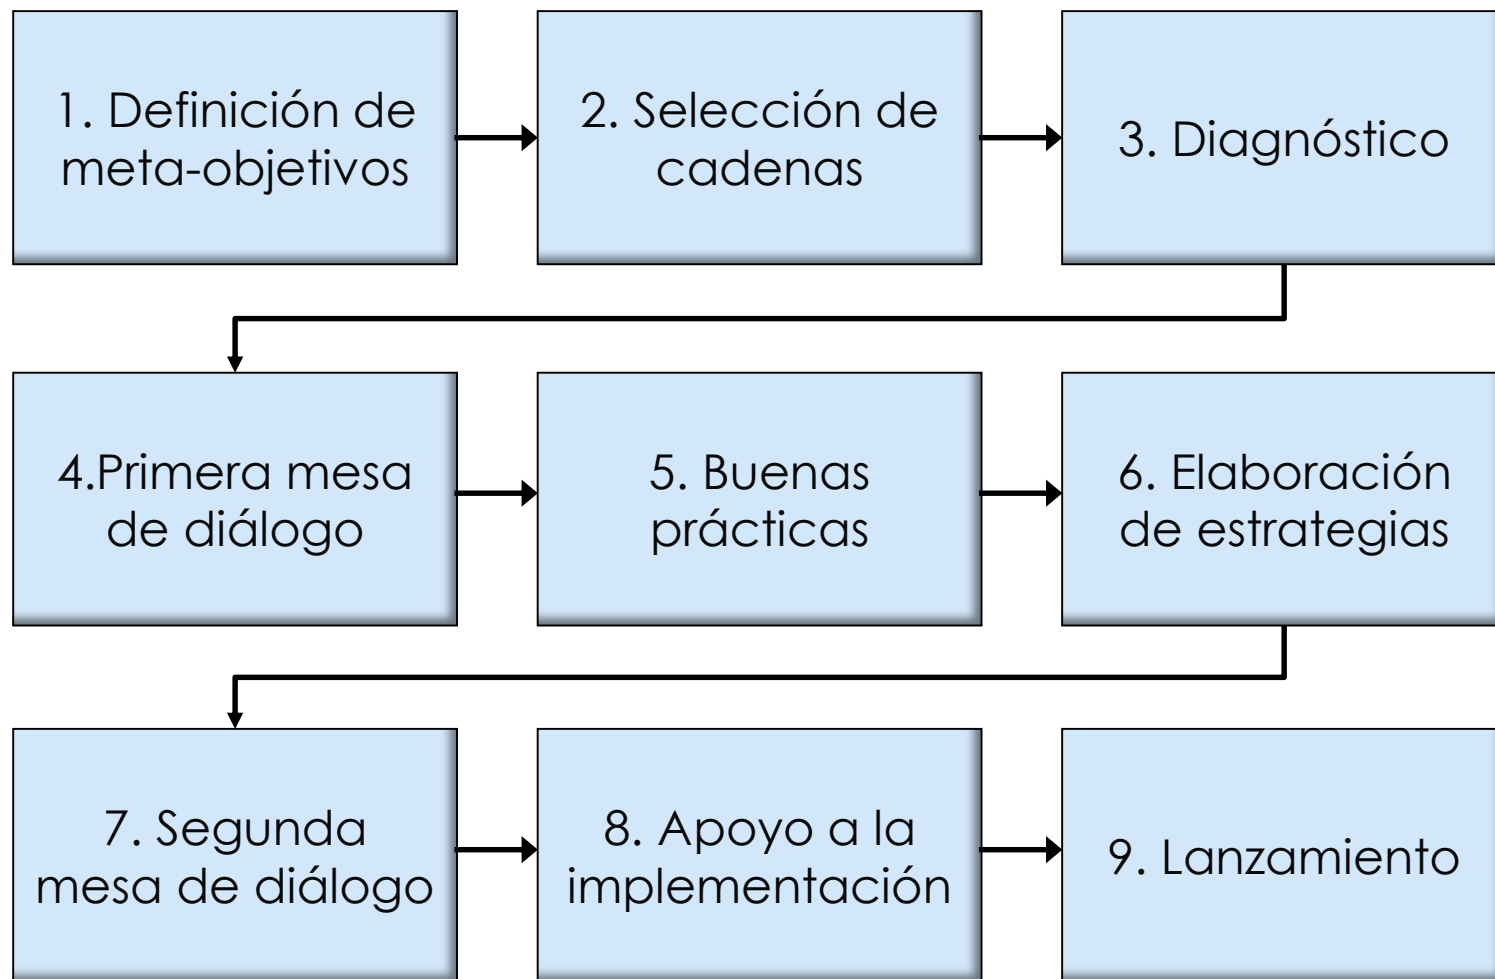 1. Definición de
meta-objetivos
2. Selección de
cadenas
3. Diagnóstico
4.Primera mesa
de diálogo
5. Buenas
prácticas
6. Elaboración
de estrategias
7. Segunda
mesa de diálogo
8. Apoyo a la
implementación
9. Lanzamiento